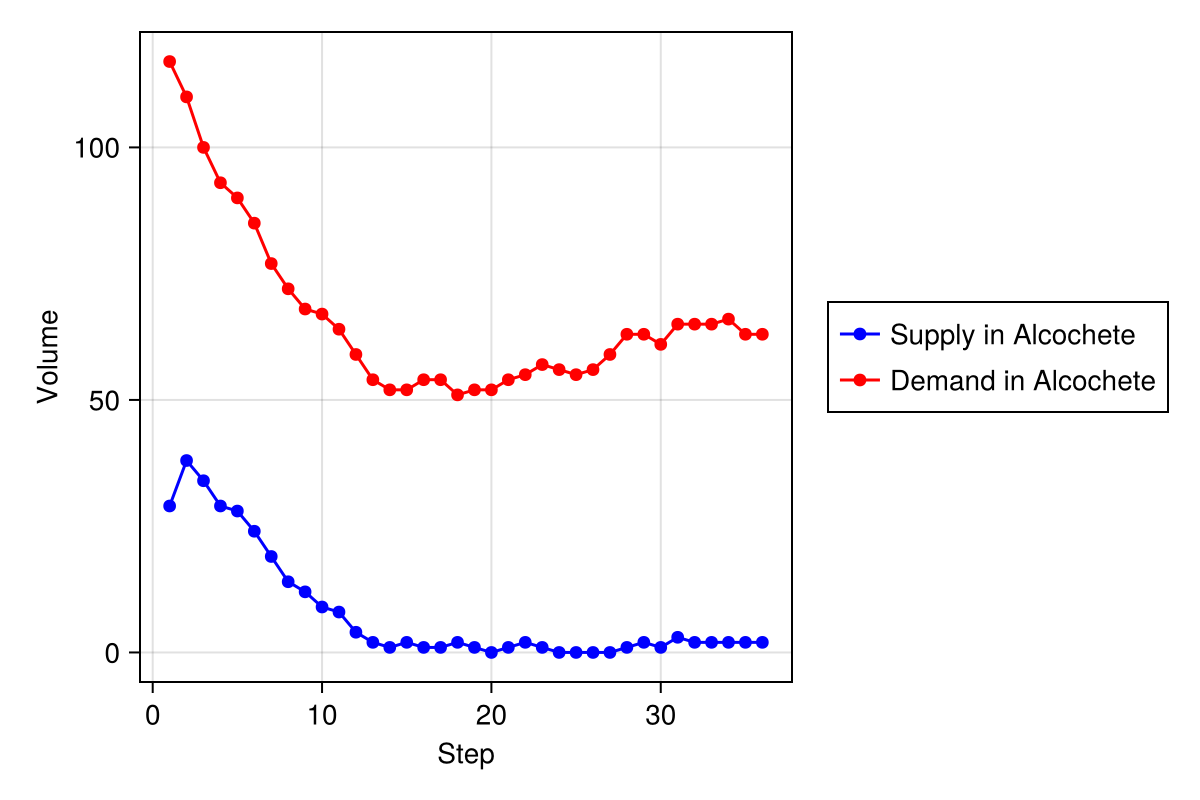 100
50
0
Volume
0 10 20 30
Step
Supply in Alcochete
Demand in Alcochete